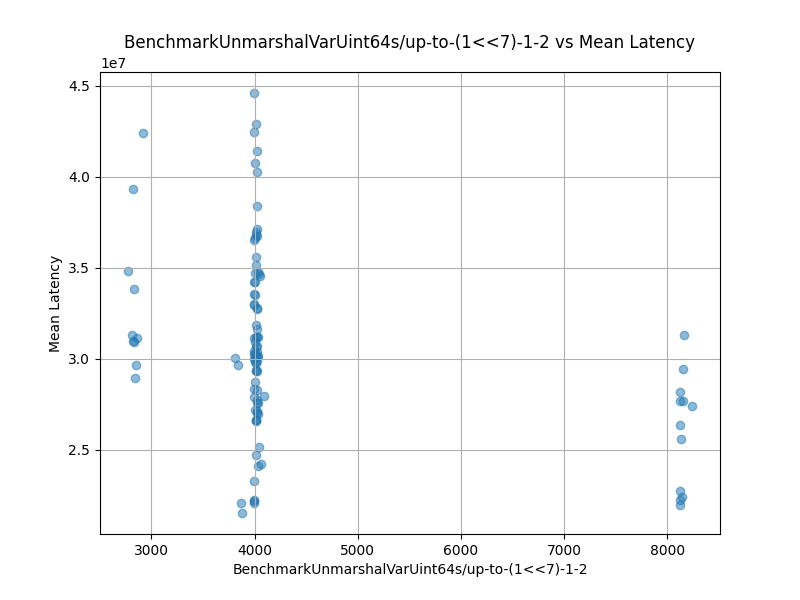 BenchmarkUnmarshalVarUint64s/up-to-(1<<7)-1-2 vs Mean Latency
1e7
4.5
4.0
3.5
3.0
2.5
Mean Latency
3000 4000 5000 6000 7000 8000
BenchmarkUnmarshalVarUint64s/up-to-(1<<7)-1-2